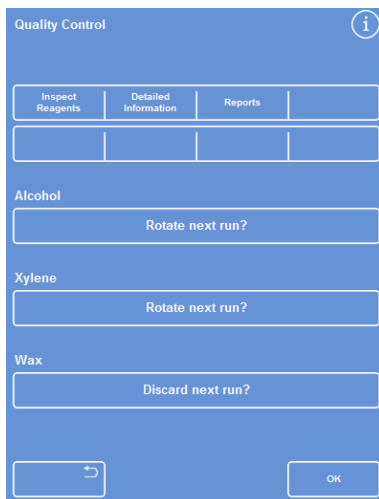 Quality Control
i
Inspect
Reagents
Detailed
Information
Reports
Alcohol
Rotate next run?
Xylene
Rotate next run?
Wax
Discard next run?
OK